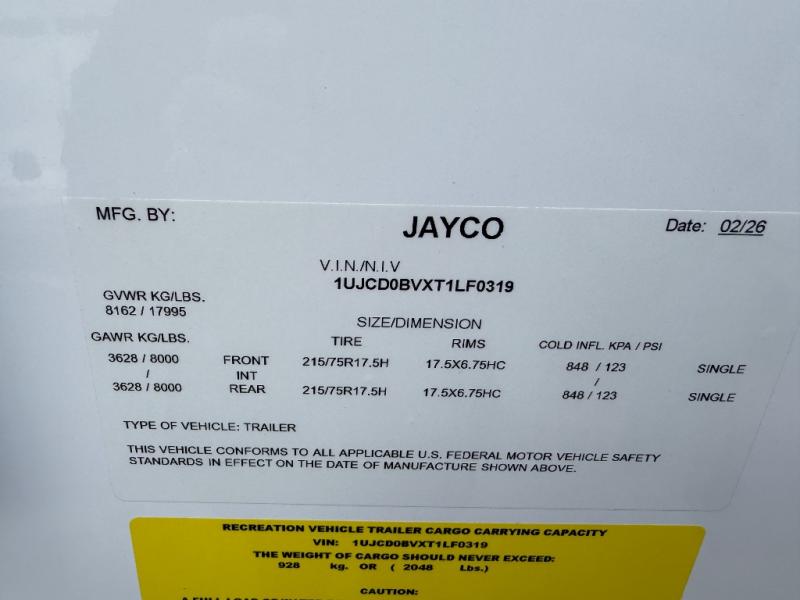 MFG. BY: JAYCO Date: 02/26
V.I.N./N.I.V
1UJCD0BVXT1LF0319
GVWR KG/LBS.
8162 / 17995
SIZE/DIMENSION
GAWR KG/LBS. TIRE RIMS COLD INFL. KPA / PSI
3628 / 8000 FRONT 215/75R17.5H 17.5X6.75HC 848 / 123 SINGLE
/ INT /
3628 / 8000 REAR 215/75R17.5H 17.5X6.75HC 848 / 123 SINGLE
TYPE OF VEHICLE: TRAILER
THIS VEHICLE CONFORMS TO ALL APPLICABLE U.S. FEDERAL MOTOR VEHICLE SAFETY
STANDARDS IN EFFECT ON THE DATE OF MANUFACTURE SHOWN ABOVE.
RECREATION VEHICLE TRAILER CARGO CARRYING CAPACITY
VIN: 1UJCD0BVXT1LF0319
THE WEIGHT OF CARGO SHOULD NEVER EXCEED:
928 kg. OR ( 2048 Lbs.)
CAUTION: